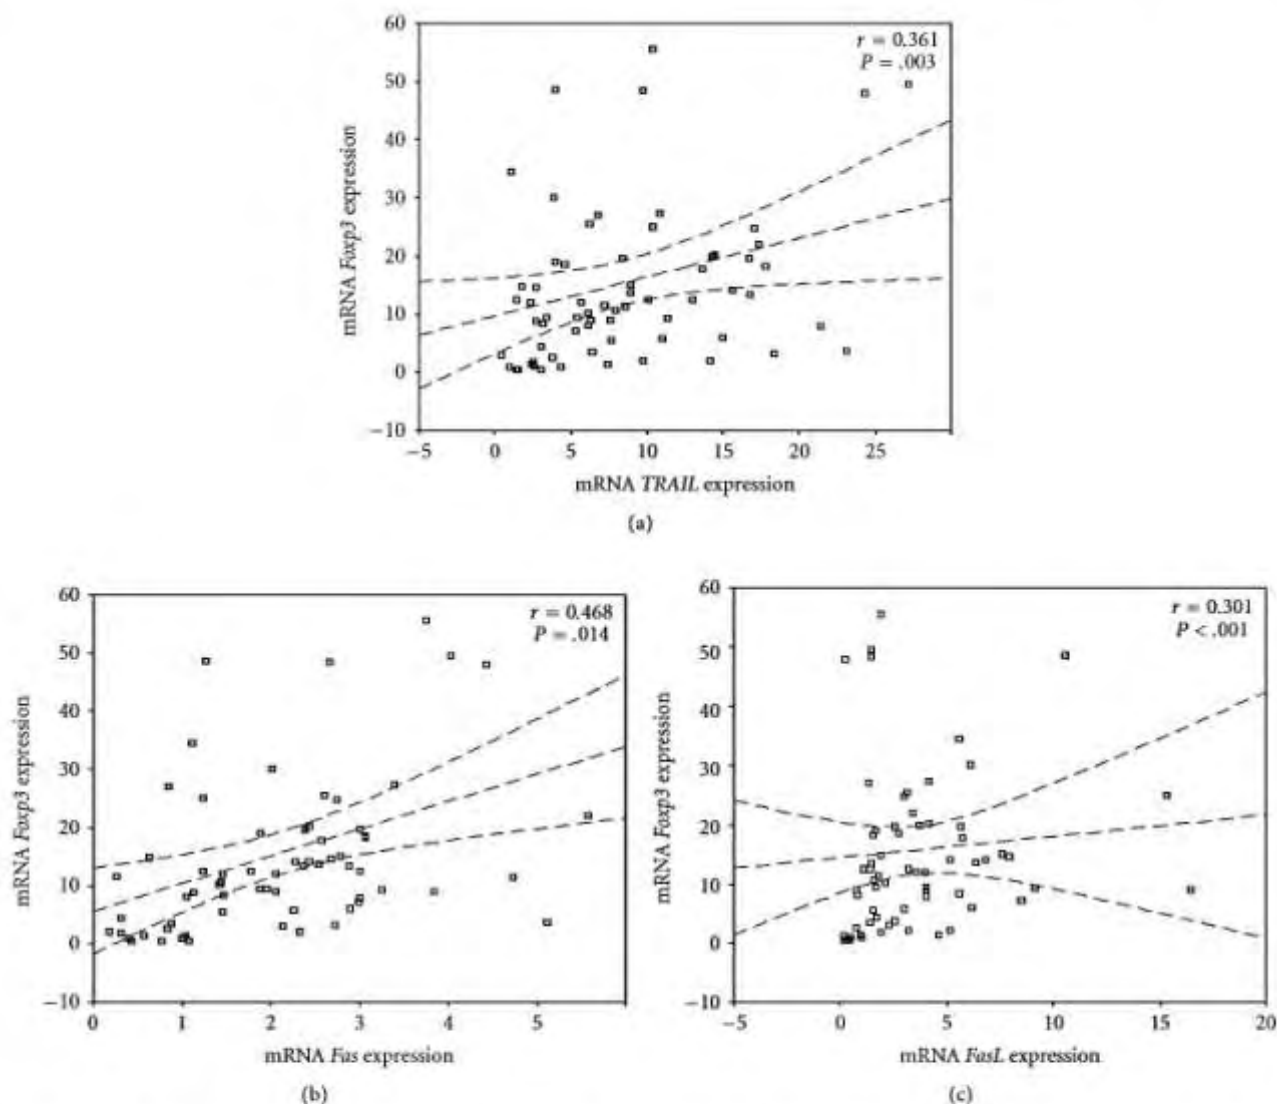 60
50
40
30
20
10
0
−10
mRNA Foxp3 expression
r = 0.361
P = .003
−5 0 5 10 15 20 25
mRNA TRAIL expression
(a)
60
50
40
30
20
10
0
−10
mRNA Foxp3 expression
r = 0.468
P = .014
0 1 2 3 4 5
mRNA Fas expression
(b)
60
50
40
30
20
10
0
−10
mRNA Foxp3 expression
r = 0.301
P < .001
−5 0 5 10 15 20
mRNA FasL expression
(c)